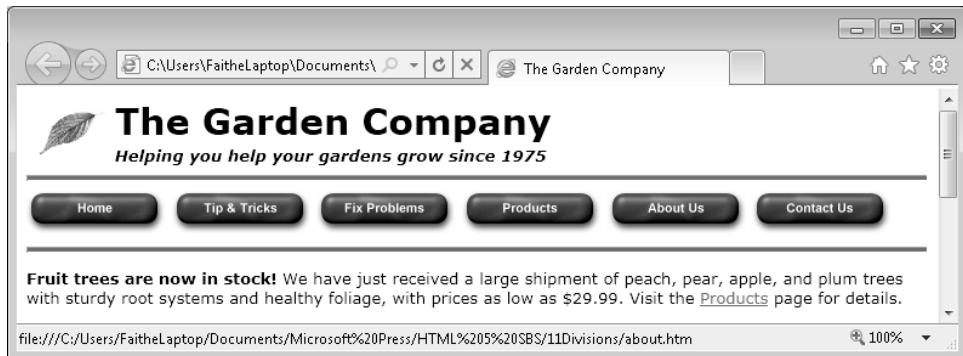 C:\Users\FaitheLaptop\Documents\
The Garden Company
The Garden Company
Helping you help your gardens grow since 1975
Home Tip & Tricks Fix Problems Products About Us Contact Us
Fruit trees are now in stock! We have just received a large shipment of peach, pear, apple, and plum trees
with sturdy root systems and healthy foliage, with prices as low as $29.99. Visit the Products page for details.
file:///C:/Users/FaitheLaptop/Documents/Microsoft%20Press/HTML%205%20SBS/11Divisions/about.htm 100%